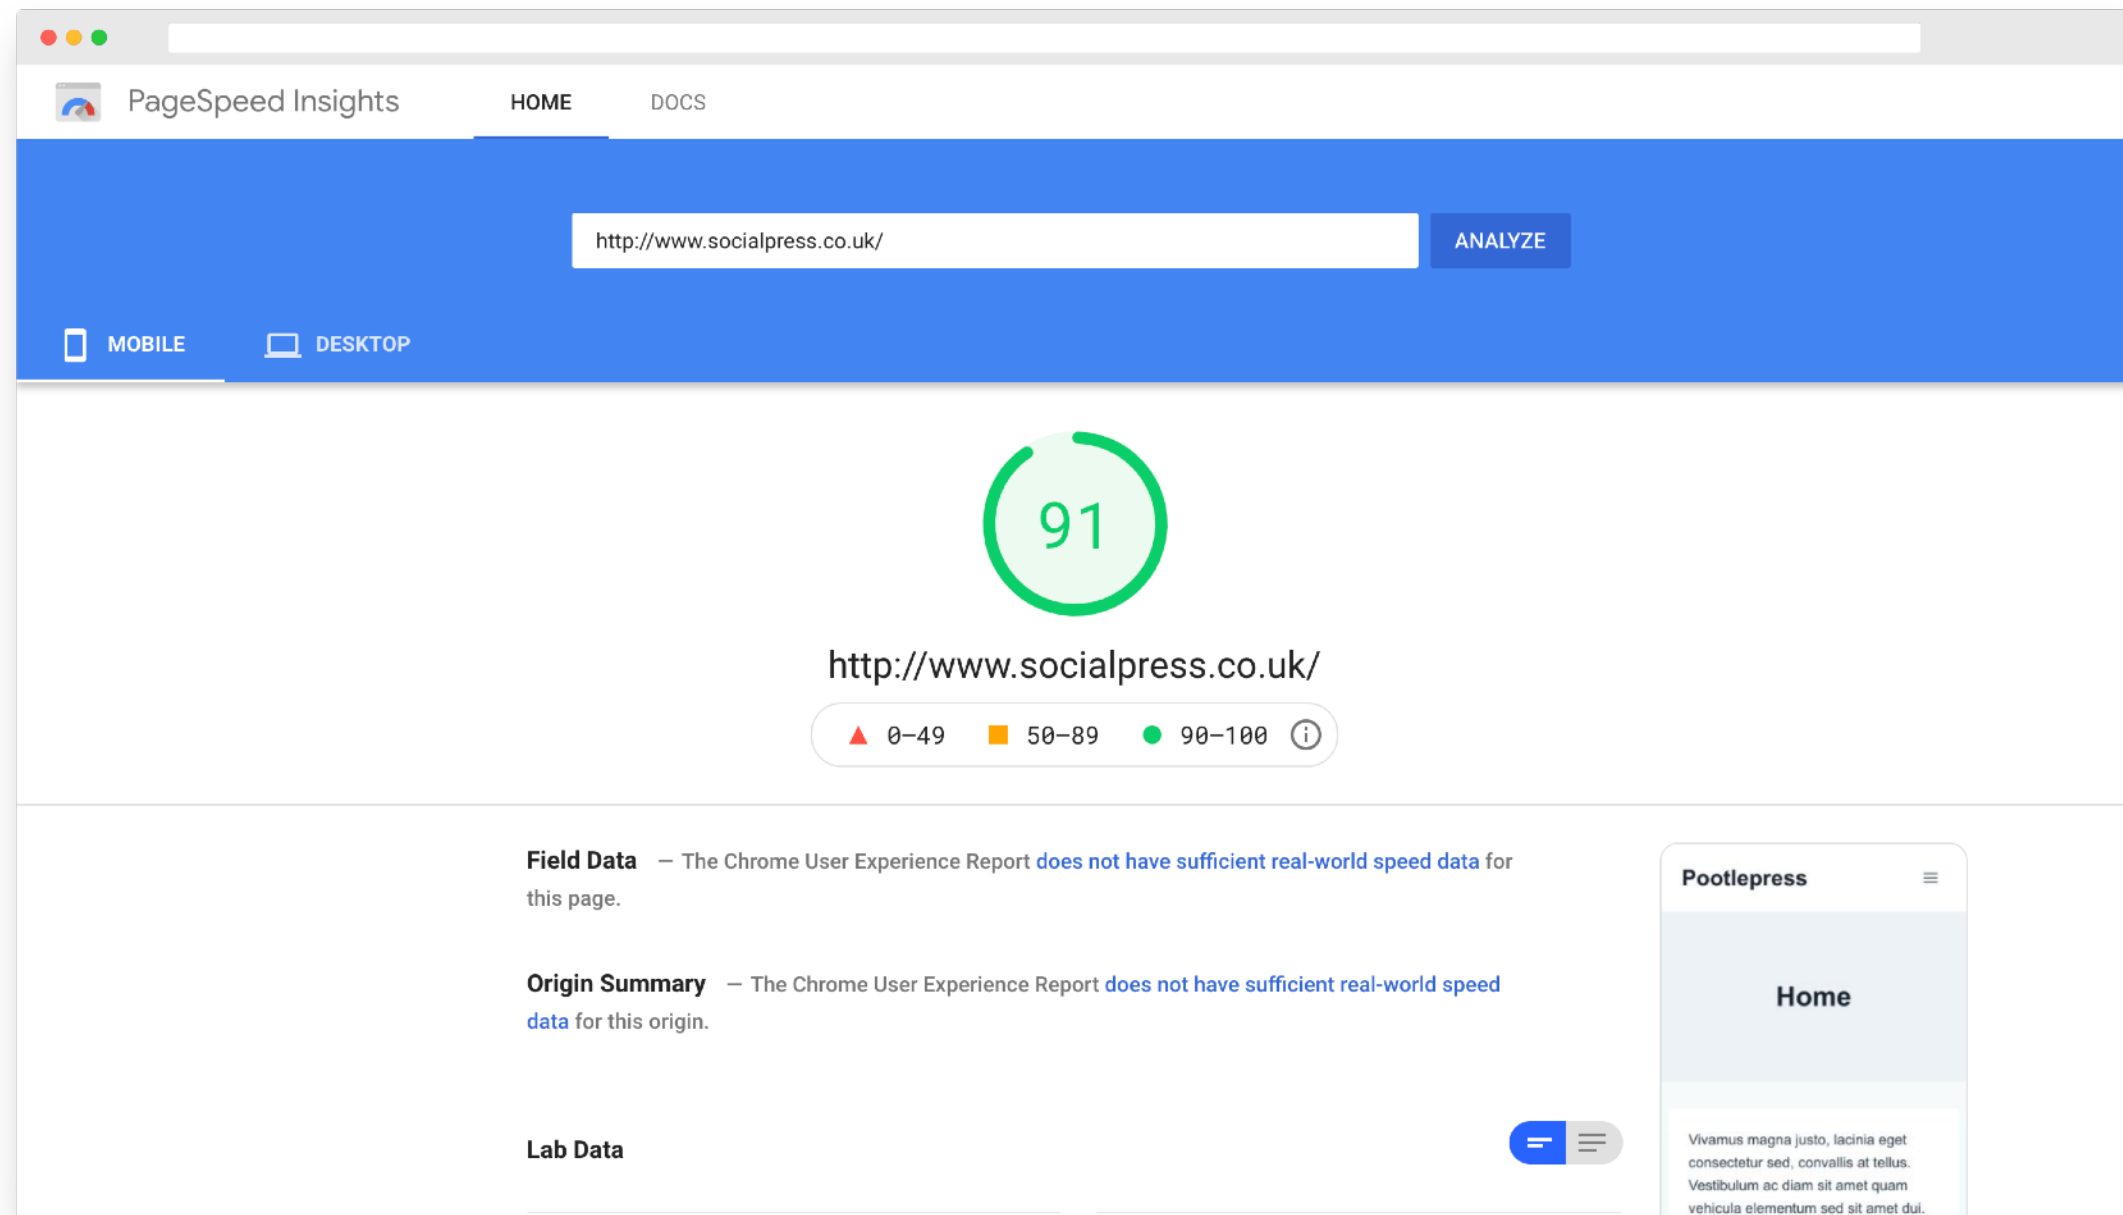 PageSpeed Insights
HOME
DOCS
http://www.socialpress.co.uk/
ANALYZE
MOBILE
DESKTOP
91
http://www.socialpress.co.uk/
0–49
50–89
90–100
Field Data — The Chrome User Experience Report does not have sufficient real-world speed data for
this page.
Origin Summary — The Chrome User Experience Report does not have sufficient real-world speed
data for this origin.
Lab Data
Pootlepress
Home
Vivamus magna justo, lacinia eget
consectetur sed, convallis at tellus.
Vestibulum ac diam sit amet quam
vehicula elementum sed sit amet dui.